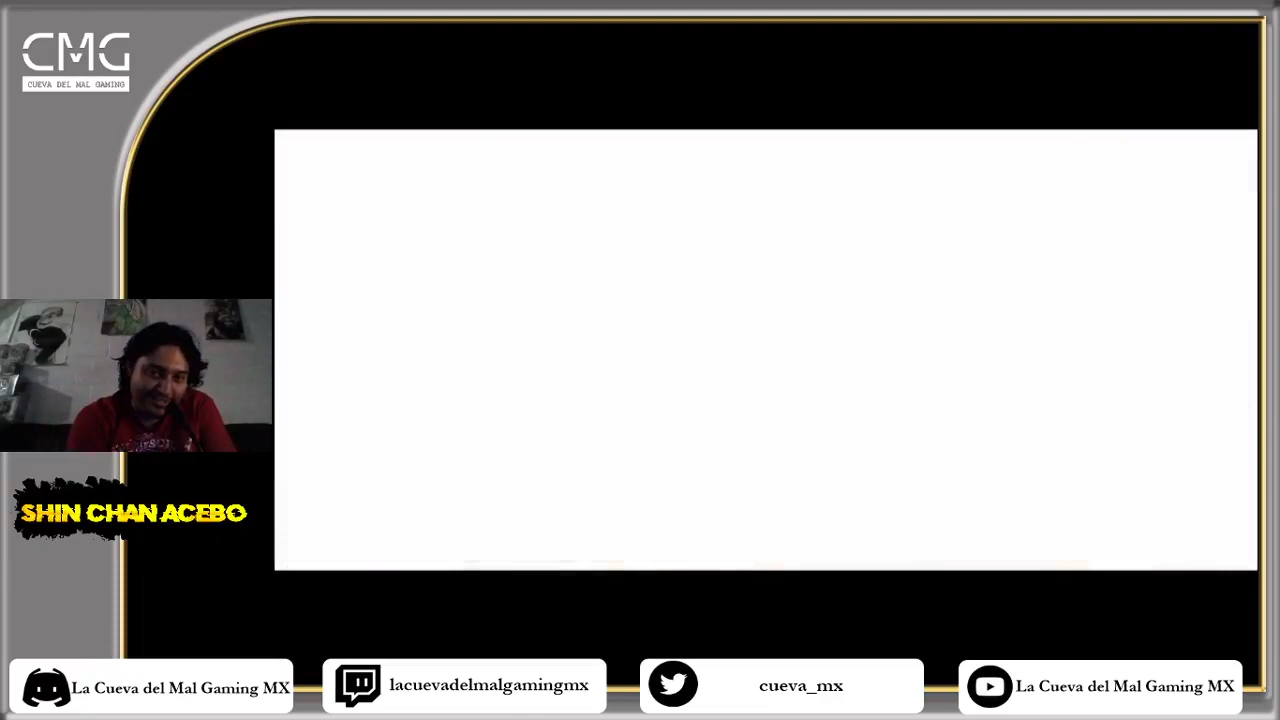 CMG
CUEVA DEL MAL GAMING
SHIN CHAN ACEBO
La Cueva del Mal Gaming MX
lacuevadelmalgamingmx
cueva_mx
La Cueva del Mal Gaming MX